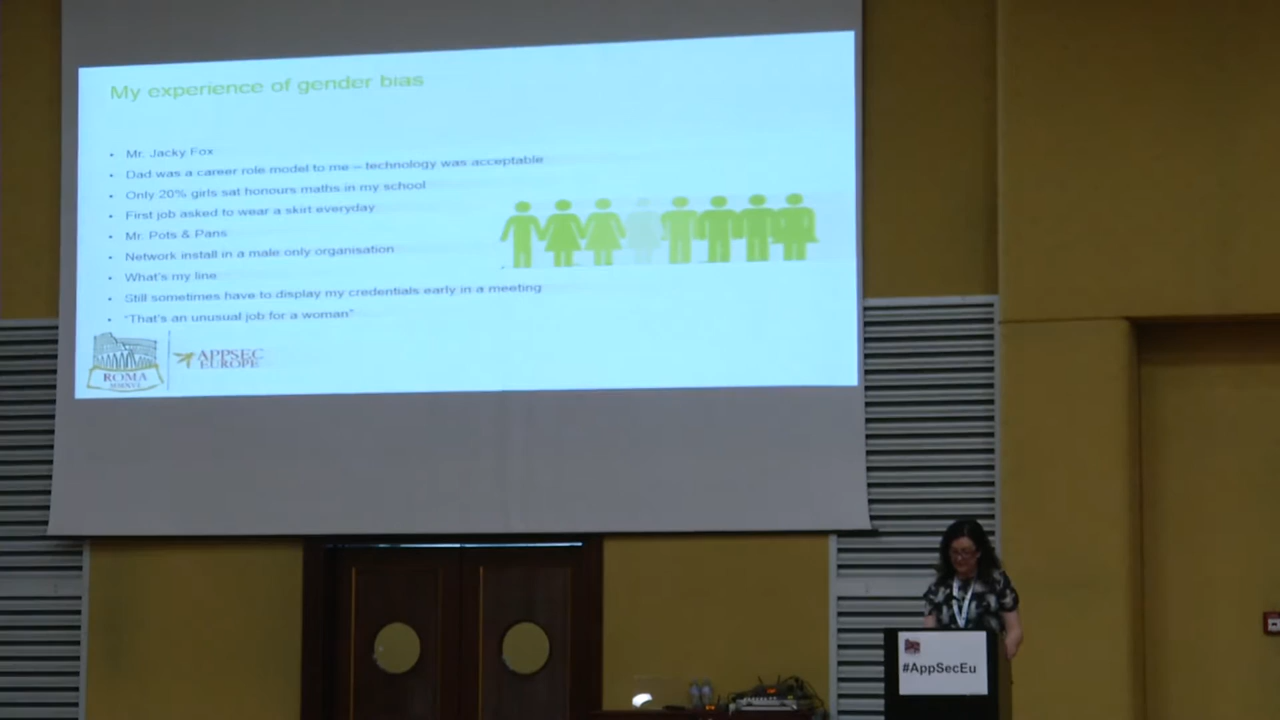 My experience of gender bias
• Mr. Jacky Fox
• Dad was a career role model to me – technology was acceptable
• Only 20% girls sat honours maths in my school
• First job asked to wear a skirt everyday
• Mr. Pots & Pans
• Network install in a male only organisation
• What's my line
• Still sometimes have to display my credentials early in a meeting
• "That's an unusual job for a woman"
ROMA
MMXVI
APPSEC
EUROPE
#AppSecEu